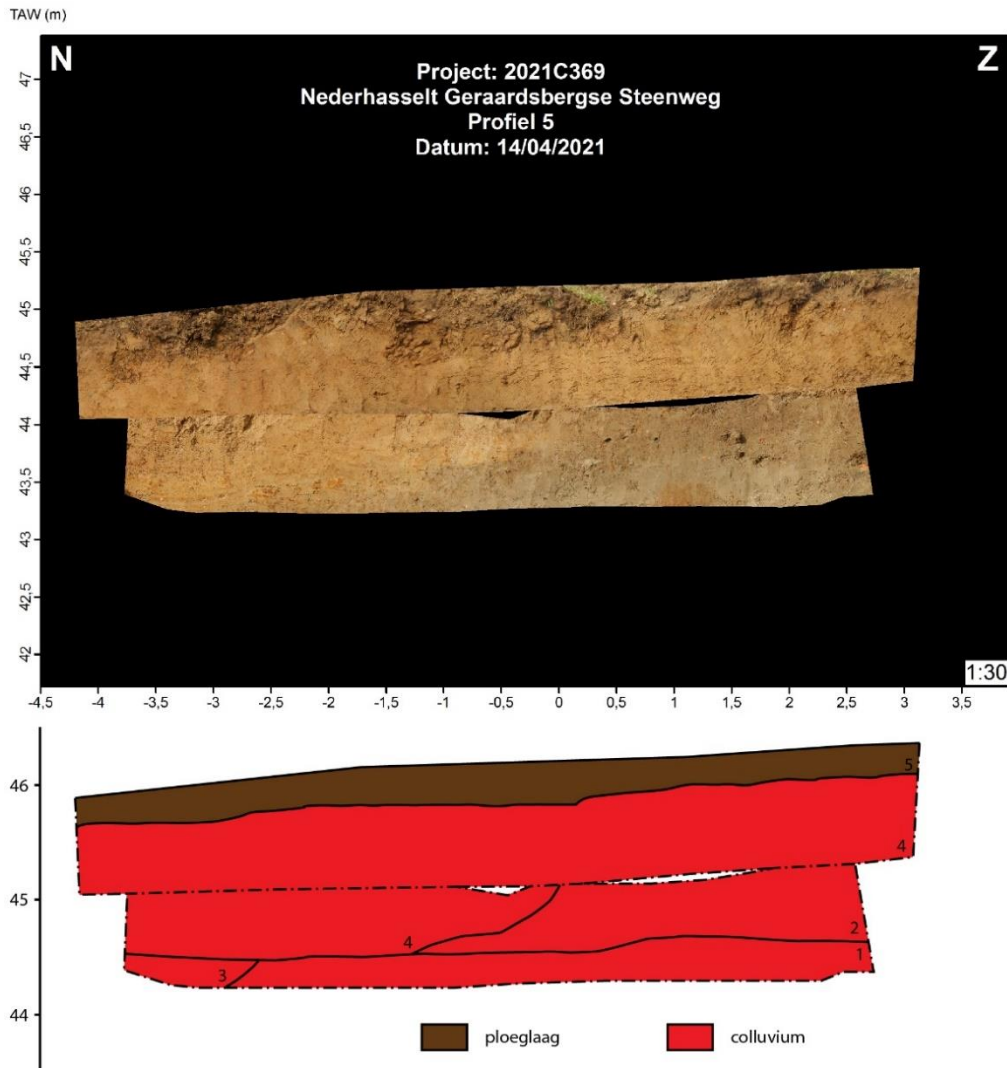 TAW (m)
N
Z
Project: 2021C369
Nederhasselt Geraardsbergse Steenweg
Profiel 5
Datum: 14/04/2021
47
46,5
46
45,5
45
44,5
44
43,5
43
42,5
42
1:30
-4,5 -4 -3,5 -3 -2,5 -2 -1,5 -1 -0,5 0 0,5 1 1,5 2 2,5 3 3,5
46
5
4
45
2
4
1
3
44
ploeglaag
colluvium